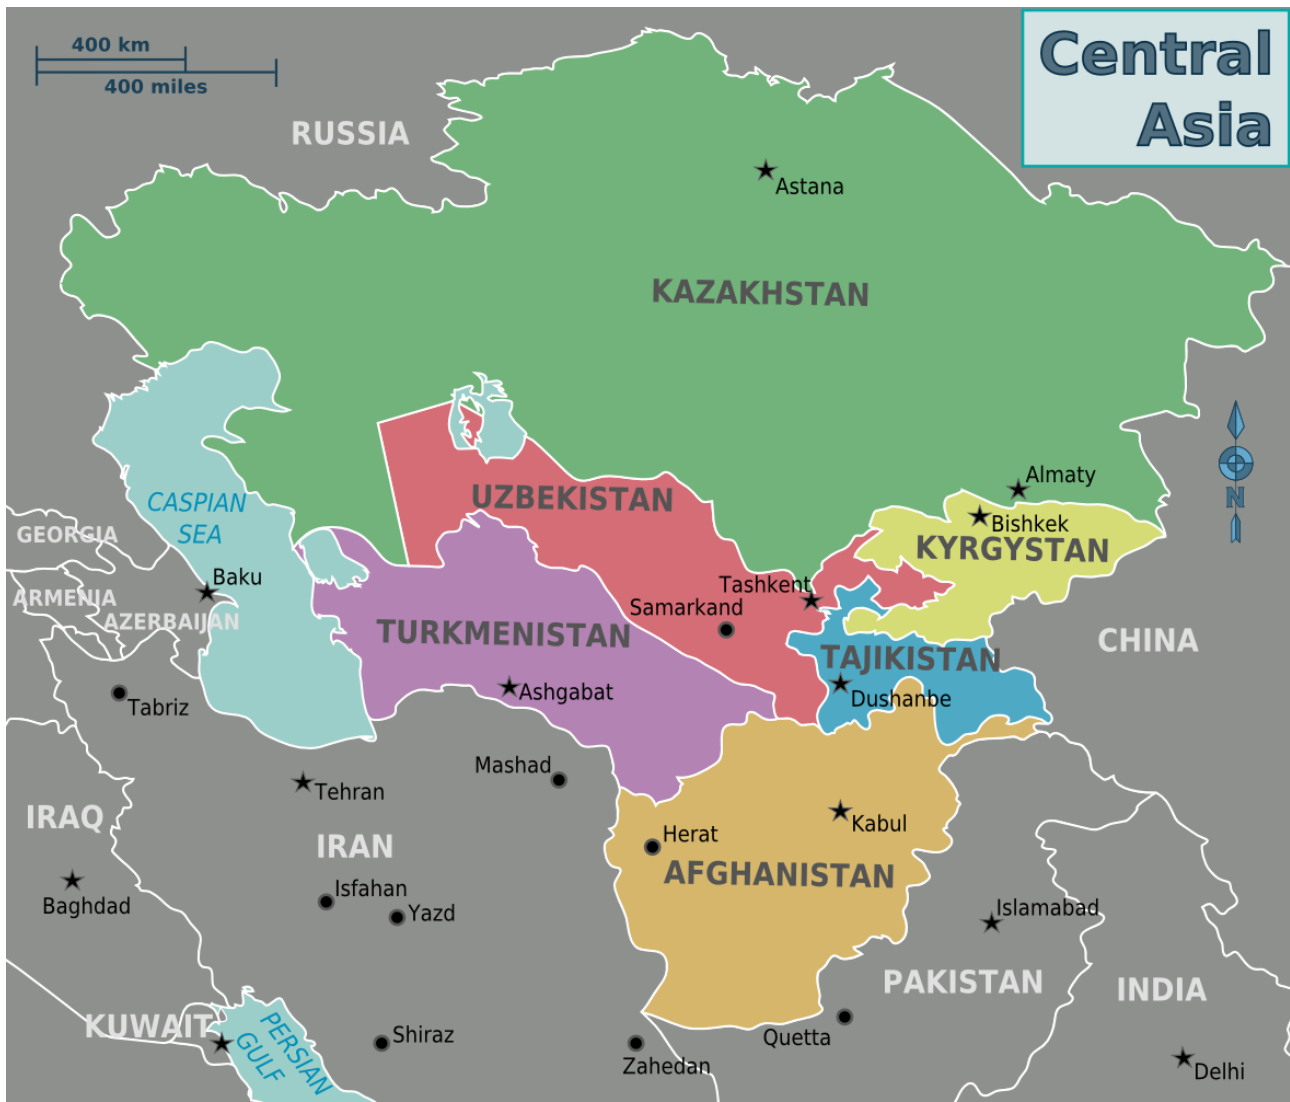 400 km
400 miles
Central
Asia
RUSSIA
Astana
KAZAKHSTAN
CASPIAN
SEA
UZBEKISTAN
Almaty
Bishkek
KYRGYSTAN
N
GEORGIA
ARMENIA
AZERBAIJAN
Baku
Tashkent
Samarkand
TURKMENISTAN
TAJIKISTAN
CHINA
Ashgabat
Dushanbe
Tabriz
Mashad
Tehran
IRAQ
IRAN
Herat
Kabul
AFGHANISTAN
Baghdad
Isfahan
Yazd
Islamabad
PAKISTAN
INDIA
KUWAIT
PERSIAN
GULF
Shiraz
Quetta
Zahedan
Delhi